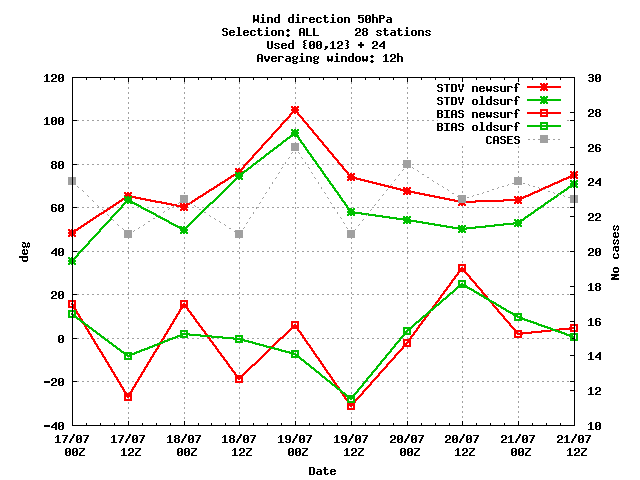 Wind direction 50hPa
Selection: ALL 28 stations
Used {00,12} + 24
Averaging window: 12h
STDV newsurf
STDV oldsurf
BIAS newsurf
BIAS oldsurf
CASES
120
100
80
60
40
20
0
-20
-40
deg
30
28
26
24
22
20
18
16
14
12
10
No cases
17/07 17/07 18/07 18/07 19/07 19/07 20/07 20/07 21/07 21/07
00Z 12Z 00Z 12Z 00Z 12Z 00Z 12Z 00Z 12Z
Date